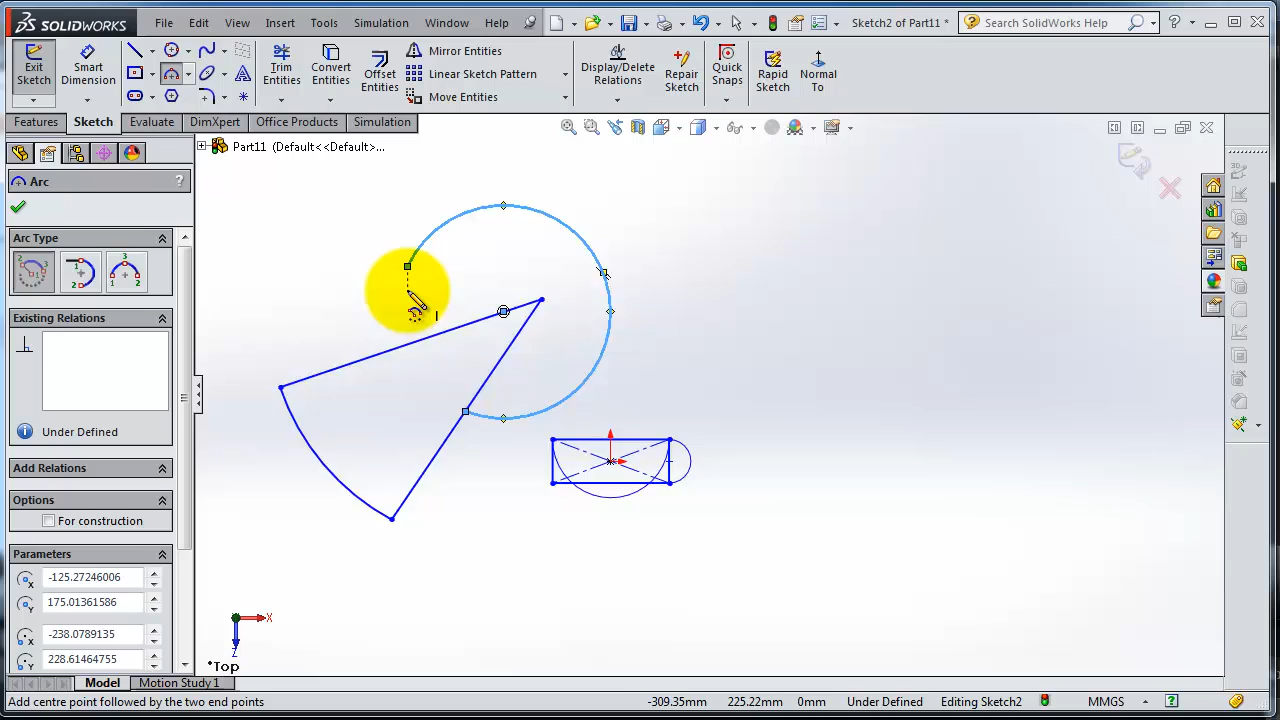 SOLIDWORKS File Edit View Insert Tools Simulation Window Help Sketch2 of Part11 * Search SolidWorks Help
Exit Sketch
Smart Dimension
Trim Entities
Convert Entities
Offset Entities
Mirror Entities
Linear Sketch Pattern
Move Entities
Display/Delete Relations
Repair Sketch
Quick Snaps
Rapid Sketch
Normal To
Features Sketch Evaluate DimXpert Office Products Simulation
Part11 (Default<<Default>...
Arc ?
Arc Type
Existing Relations
Under Defined
Add Relations
Options
For construction
Parameters
-125.27246006
175.01361586
-238.0789135
228.61464755
X
Z
*Top
Model Motion Study 1
Add centre point followed by the two end points -309.35mm 225.22mm 0mm Under Defined Editing Sketch2 MMGS